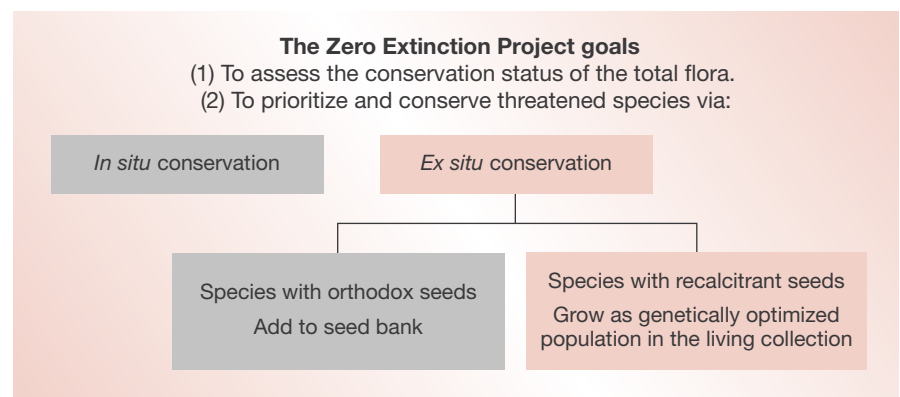 The Zero Extinction Project goals
(1) To assess the conservation status of the total flora.
(2) To prioritize and conserve threatened species via:
In situ conservation
Ex situ conservation
Species with orthodox seeds
Add to seed bank
Species with recalcitrant seeds
Grow as genetically optimized
population in the living collection